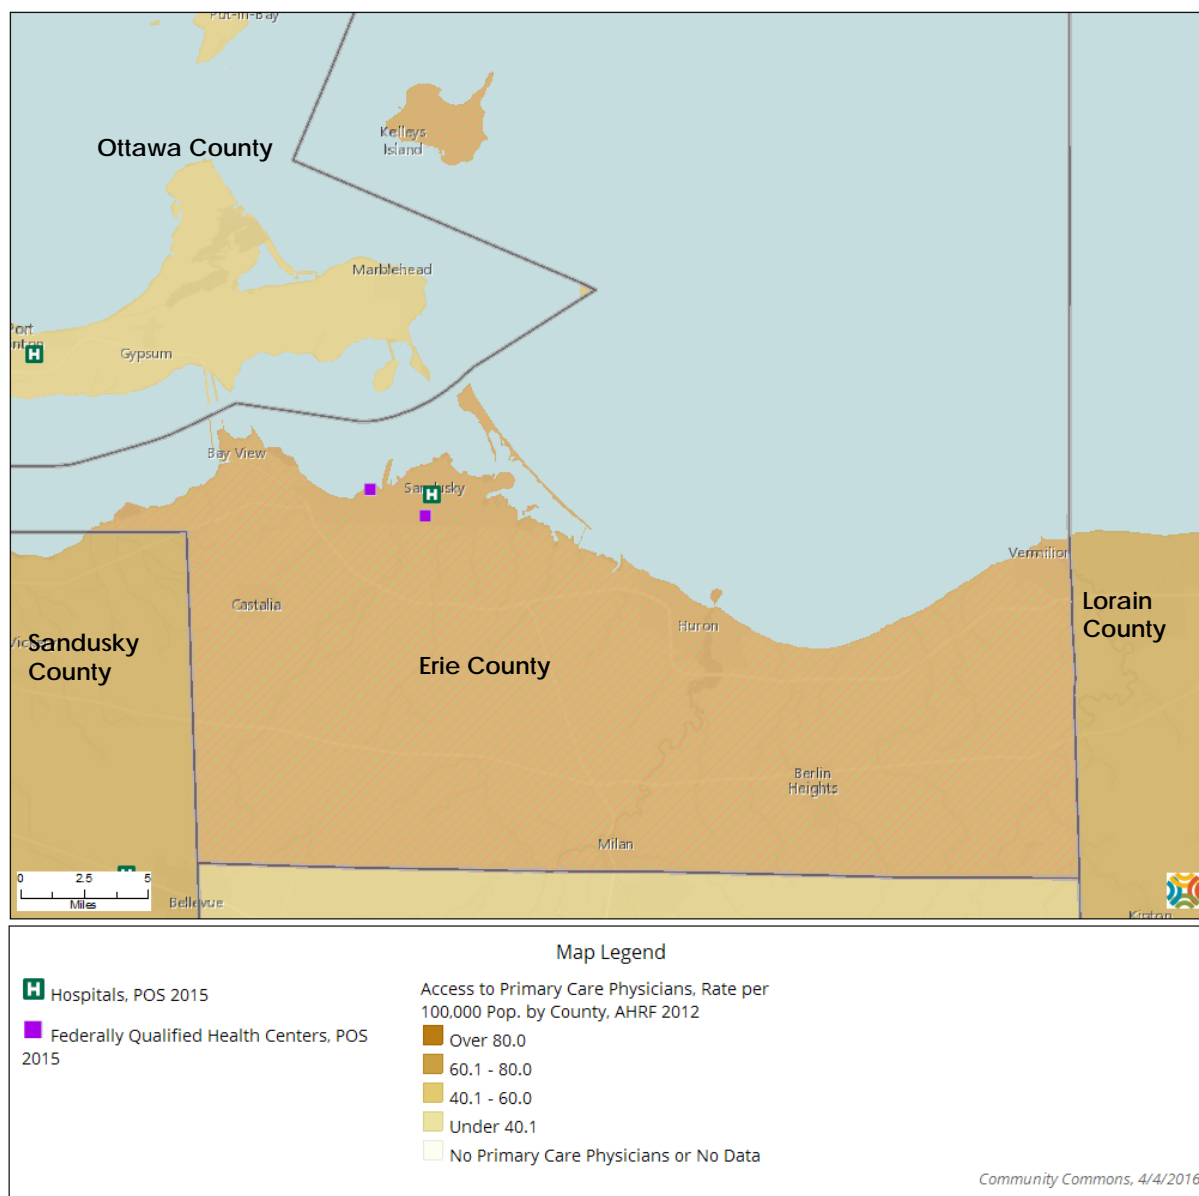 Put-in-Bay
Kelleys
Island
Ottawa County
Marblehead
Port
Gypsum
H
Bay View
Sandusky
H
Vermilion
Castalia
Lorain
County
Huron
Sandusky
County
Erie County
Berlin
Heights
Milan
H
0 2.5 5
Miles
Bellevue
Kipton
Map Legend
H Hospitals, POS 2015
Federally Qualified Health Centers, POS
2015
Access to Primary Care Physicians, Rate per
100,000 Pop. by County, AHRF 2012
Over 80.0
60.1 - 80.0
40.1 - 60.0
Under 40.1
No Primary Care Physicians or No Data
Community Commons, 4/4/2016